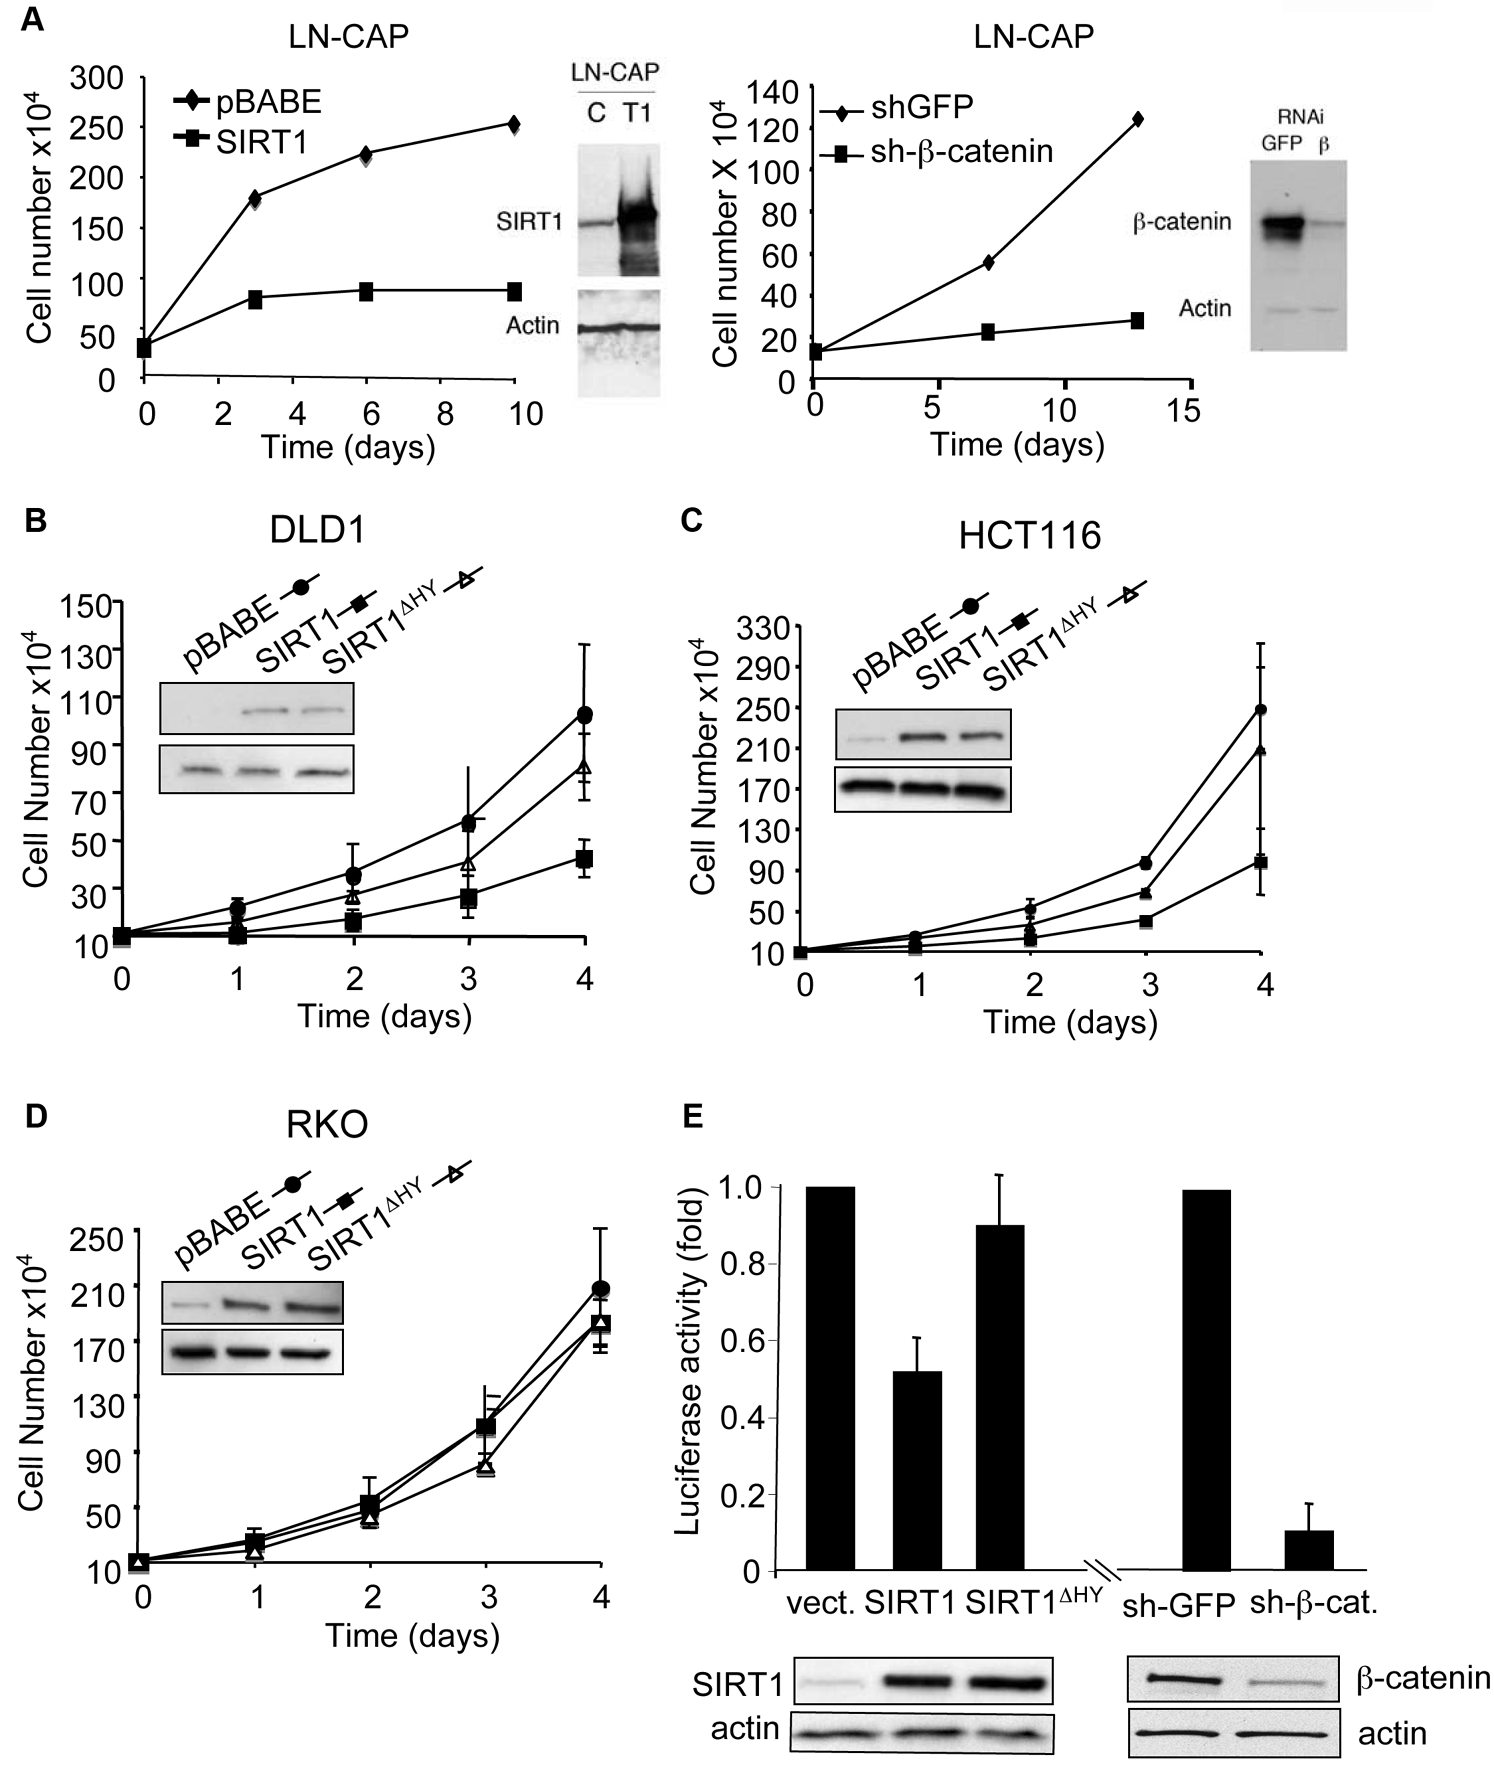 A
LN-CAP
300
250
200
150
100
50
0
Cell number x10⁴
pBABE
SIRT1
0 2 4 6 8 10
Time (days)
LN-CAP
C T1
SIRT1
Actin
LN-CAP
140
120
100
80
60
40
20
0
Cell number X 10⁴
shGFP
sh-β-catenin
0 5 10 15
Time (days)
RNAi
GFP β
β-catenin
Actin
B
DLD1
pBABE
SIRT1
SIRT1ΔHY
150
130
110
90
70
50
30
10
Cell Number x10⁴
0 1 2 3 4
Time (days)
C
HCT116
pBABE
SIRT1
SIRT1ΔHY
330
290
250
210
170
130
90
50
10
Cell Number x10⁴
0 1 2 3 4
Time (days)
D
RKO
pBABE
SIRT1
SIRT1ΔHY
250
210
170
130
90
50
10
Cell Number x10⁴
0 1 2 3 4
Time (days)
E
1.0
0.8
0.6
0.4
0.2
0
Luciferase activity (fold)
vect. SIRT1 SIRT1ΔHY sh-GFP sh-β-cat.
SIRT1
actin
β-catenin
actin